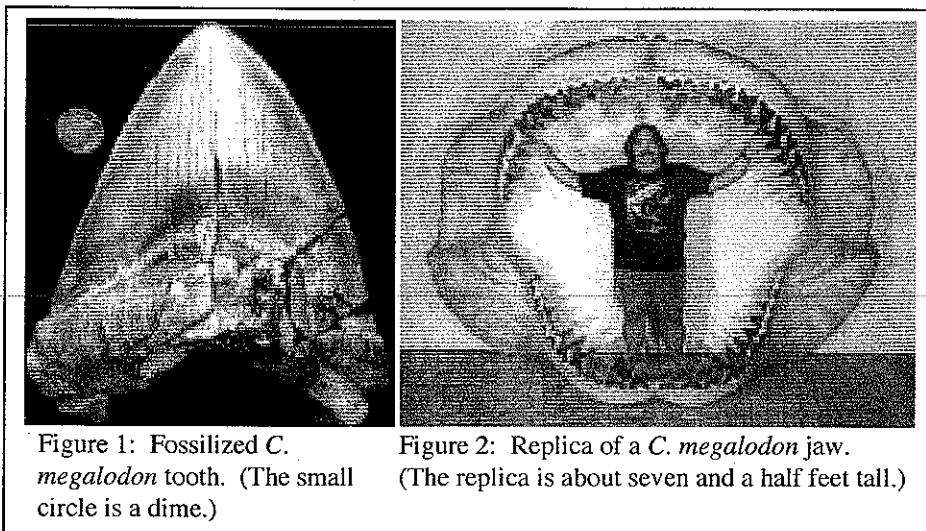 Figure 1: Fossilized C.
megalodon tooth. (The small
circle is a dime.)
Figure 2: Replica of a C. megalodon jaw.
(The replica is about seven and a half feet tall.)